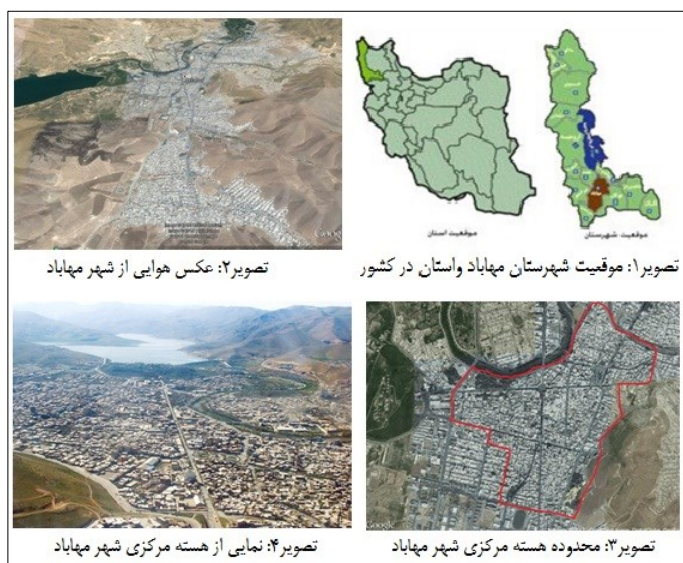 موقعیت استان
موقعیت شهرستان
تصویر۱: موقعیت شهرستان مهاباد واستان در کشور
تصویر۲: عکس هوایی از شهر مهاباد
Google
تصویر۳: محدوده هسته مرکزی شهر مهاباد
تصویر۴: نمایی از هسته مرکزی شهر مهاباد